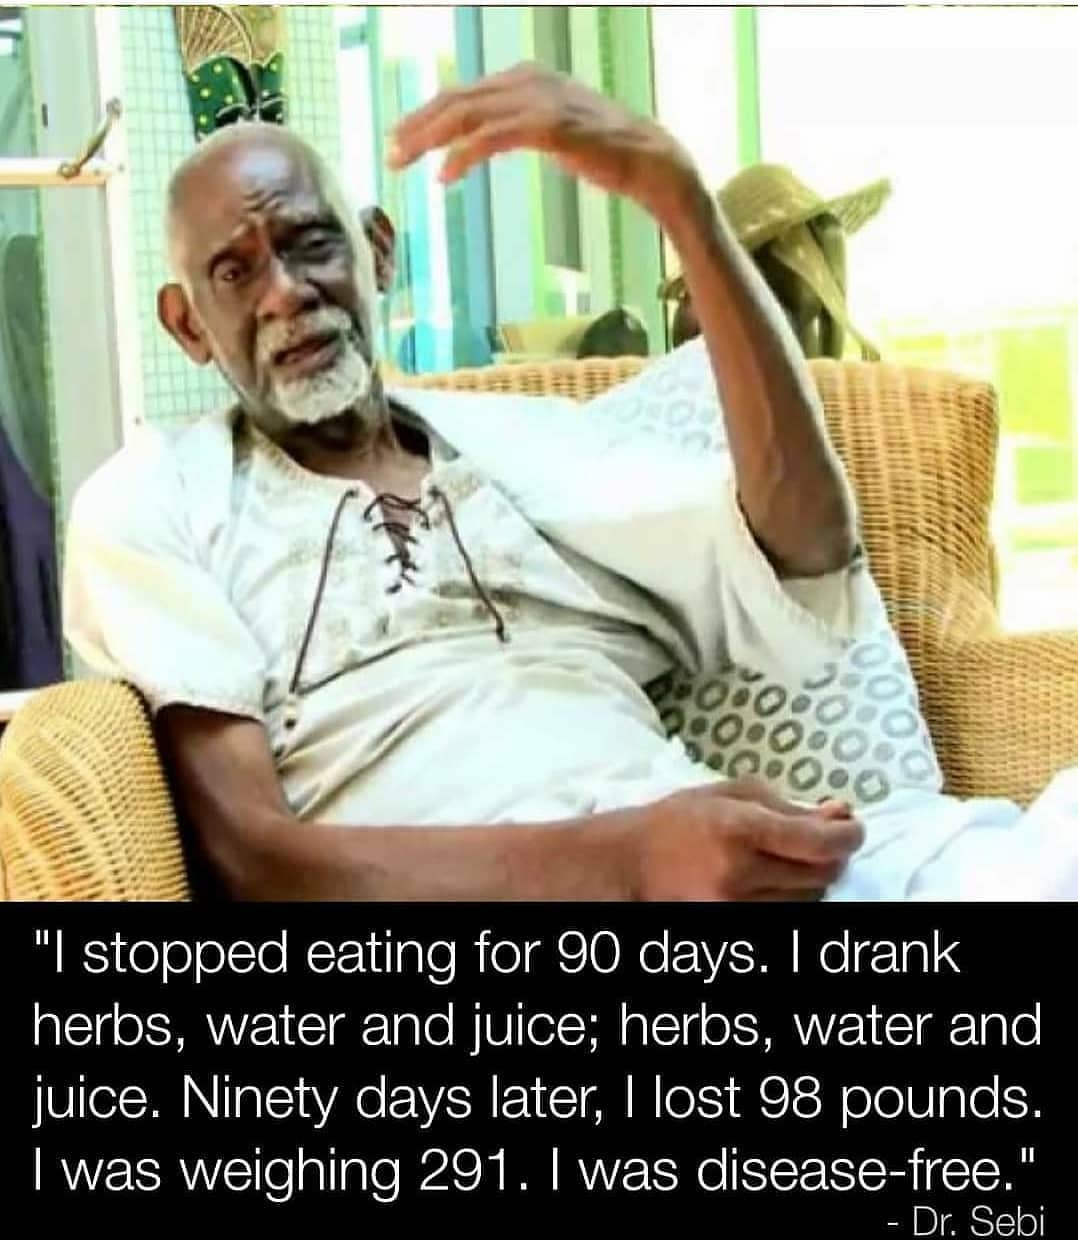 "I stopped eating for 90 days. I drank
herbs, water and juice; herbs, water and
juice. Ninety days later, I lost 98 pounds.
I was weighing 291. I was disease-free."
- Dr. Sebi